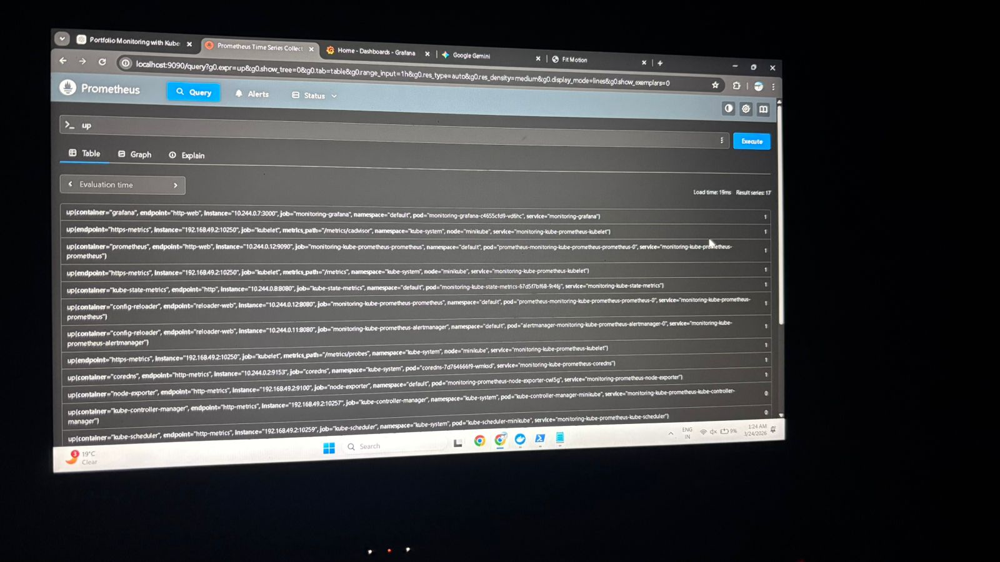 Portfolio Monitoring with Kube
Prometheus Time Series Collect
Home - Dashboards - Grafana
Google Gemini
Fit Motion
localhost:9090/query?g0.expr=up&g0.show_tree=0&g0.tab=table&g0.range_input=1h&g0.res_type=auto&g0.res_density=medium&g0.display_mode=lines&g0.show_exemplars=0
Prometheus
Query
Alerts
Status
>_ up
Execute
Table
Graph
Explain
Evaluation time
Load time: 19ms Result series: 17
up{container="grafana", endpoint="http-web", instance="10.244.0.7:3000", job="monitoring-grafana", namespace="default", pod="monitoring-grafana-c4655cfd9-vd6hc", service="monitoring-grafana"} 1
up{endpoint="https-metrics", instance="192.168.49.2:10250", job="kubelet", metrics_path="/metrics/cadvisor", namespace="kube-system", node="minikube", service="monitoring-kube-prometheus-kubelet"} 1
up{container="prometheus", endpoint="http-web", instance="10.244.0.12:9090", job="monitoring-kube-prometheus-prometheus", namespace="default", pod="prometheus-monitoring-kube-prometheus-prometheus-0", service="monitoring-kube-prometheus-
prometheus"} 1
up{endpoint="https-metrics", instance="192.168.49.2:10250", job="kubelet", metrics_path="/metrics", namespace="kube-system", node="minikube", service="monitoring-kube-prometheus-kubelet"} 1
up{container="kube-state-metrics", endpoint="http", instance="10.244.0.8:8080", job="kube-state-metrics", namespace="default", pod="monitoring-kube-state-metrics-67d5f7bf68-9r46j", service="monitoring-kube-state-metrics"} 1
up{container="config-reloader", endpoint="reloader-web", instance="10.244.0.12:8080", job="monitoring-kube-prometheus-prometheus", namespace="default", pod="prometheus-monitoring-kube-prometheus-prometheus-0", service="monitoring-kube-prometheus-
prometheus"} 1
up{container="config-reloader", endpoint="reloader-web", instance="10.244.0.11:8080", job="monitoring-kube-prometheus-alertmanager", namespace="default", pod="alertmanager-monitoring-kube-prometheus-alertmanager-0", service="monitoring-kube-
prometheus-alertmanager"} 1
up{endpoint="https-metrics", instance="192.168.49.2:10250", job="kubelet", metrics_path="/metrics/probes", namespace="kube-system", node="minikube", service="monitoring-kube-prometheus-kubelet"} 1
up{container="coredns", endpoint="http-metrics", instance="10.244.0.2:9153", job="coredns", namespace="kube-system", pod="coredns-7d764666f9-wmksd", service="monitoring-kube-prometheus-coredns"} 1
up{container="node-exporter", endpoint="http-metrics", instance="192.168.49.2:9100", job="node-exporter", namespace="default", pod="monitoring-prometheus-node-exporter-cwl5g", service="monitoring-prometheus-node-exporter"} 1
up{container="kube-controller-manager", endpoint="http-metrics", instance="192.168.49.2:10257", job="kube-controller-manager", namespace="kube-system", pod="kube-controller-manager-minikube", service="monitoring-kube-prometheus-kube-controller-
manager"} 0
up{container="kube-scheduler", endpoint="http-metrics", instance="192.168.49.2:10259", job="kube-scheduler", namespace="kube-system", pod="kube-scheduler-minikube", service="monitoring-kube-prometheus-kube-scheduler"} 0
3
19°C
Clear
Search
ENG
IN
9%
1:24 AM
3/24/2026